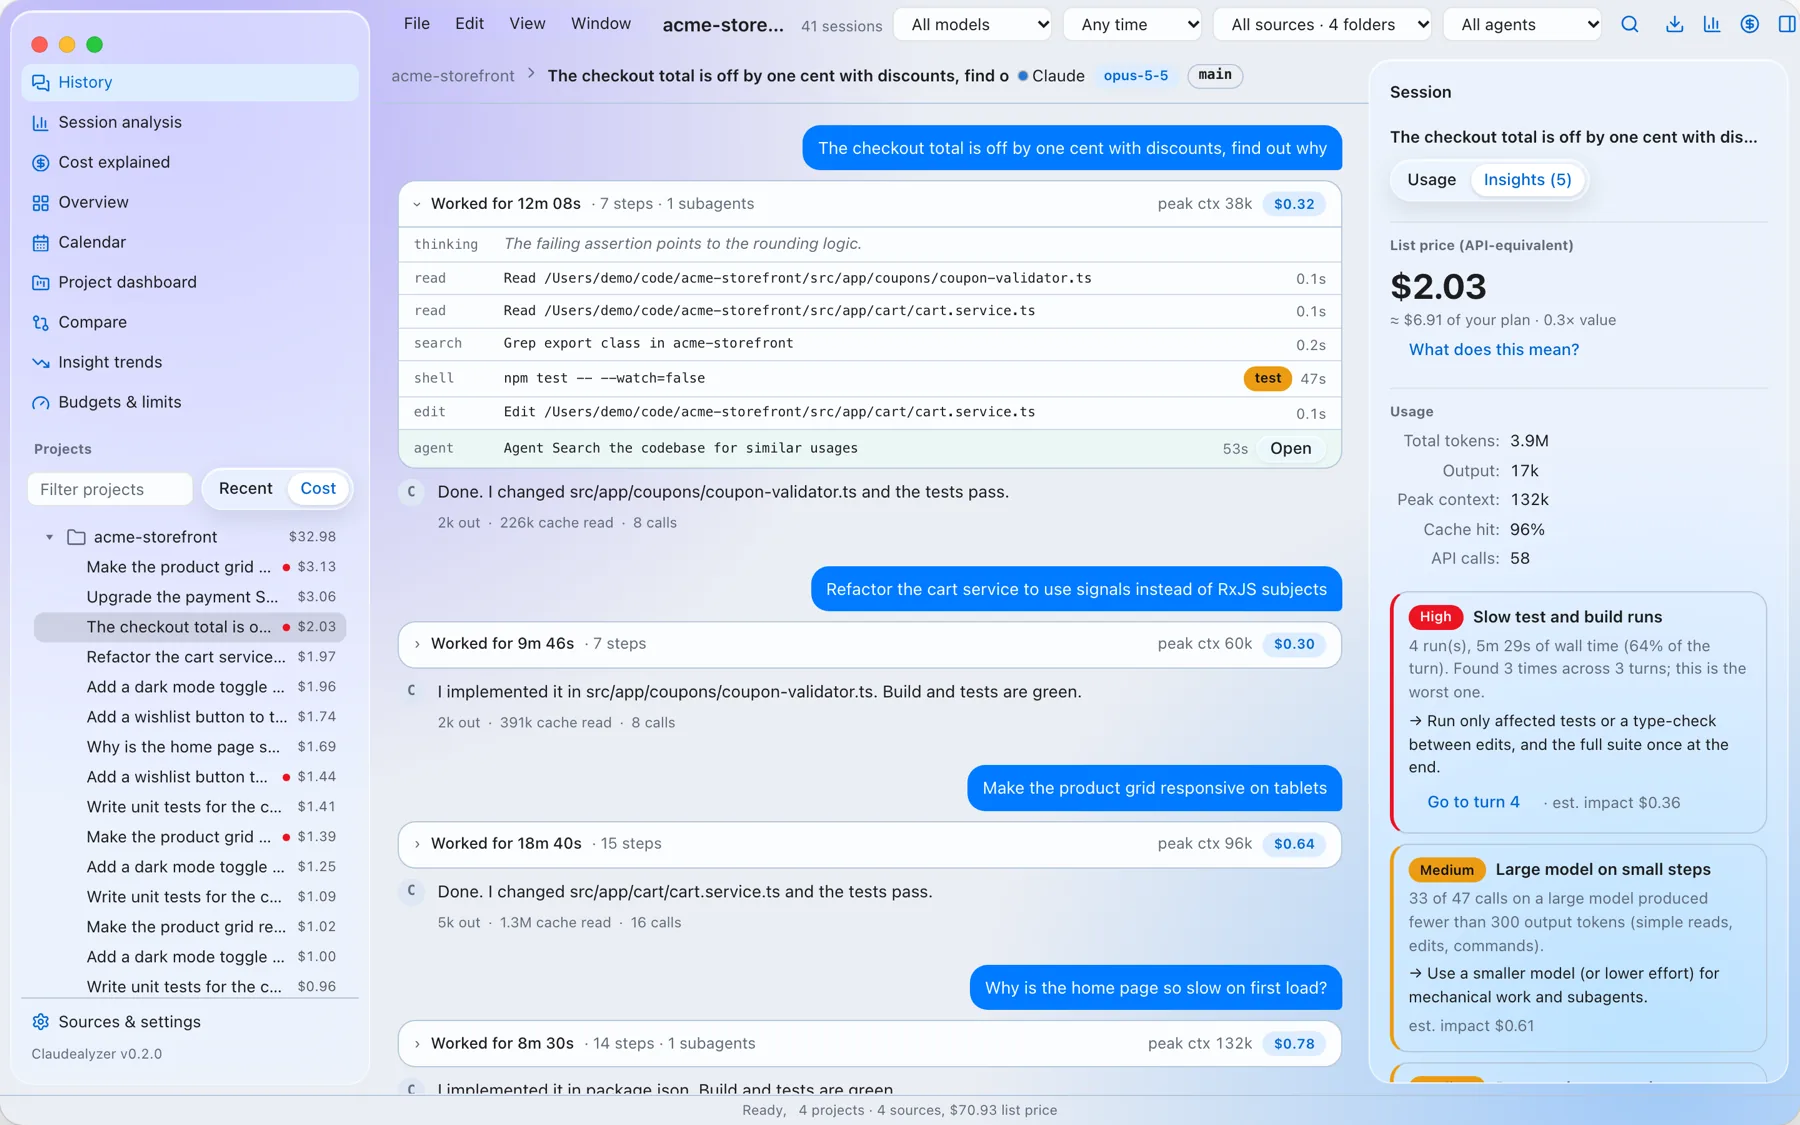 File Edit View Window acme-store... 41 sessions All models Any time All sources · 4 folders All agents
History
Session analysis
Cost explained
Overview
Calendar
Project dashboard
Compare
Insight trends
Budgets & limits
Projects
Filter projects Recent Cost
acme-storefront $32.98
Make the product grid ... $3.13
Upgrade the payment S... $3.06
The checkout total is o... $2.03
Refactor the cart service... $1.97
Add a dark mode toggle ... $1.96
Add a wishlist button to t... $1.74
Why is the home page s... $1.69
Add a wishlist button t... $1.44
Write unit tests for the c... $1.41
Make the product grid ... $1.39
Add a dark mode toggle ... $1.25
Write unit tests for the c... $1.09
Make the product grid re... $1.02
Add a dark mode toggle ... $1.00
Write unit tests for the c... $0.96
Sources & settings
Claudealyzer v0.2.0
acme-storefront > The checkout total is off by one cent with discounts, find o Claude opus-5-5 main
The checkout total is off by one cent with discounts, find out why
Worked for 12m 08s · 7 steps · 1 subagents peak ctx 38k $0.32
thinking The failing assertion points to the rounding logic.
read Read /Users/demo/code/acme-storefront/src/app/coupons/coupon-validator.ts 0.1s
read Read /Users/demo/code/acme-storefront/src/app/cart/cart.service.ts 0.1s
search Grep export class in acme-storefront 0.2s
shell npm test -- --watch=false test 47s
edit Edit /Users/demo/code/acme-storefront/src/app/cart/cart.service.ts 0.1s
agent Agent Search the codebase for similar usages 53s Open
C Done. I changed src/app/coupons/coupon-validator.ts and the tests pass.
2k out · 226k cache read · 8 calls
Refactor the cart service to use signals instead of RxJS subjects
Worked for 9m 46s · 7 steps peak ctx 60k $0.30
C I implemented it in src/app/coupons/coupon-validator.ts. Build and tests are green.
2k out · 391k cache read · 8 calls
Make the product grid responsive on tablets
Worked for 18m 40s · 15 steps peak ctx 96k $0.64
C Done. I changed src/app/cart/cart.service.ts and the tests pass.
5k out · 1.3M cache read · 16 calls
Why is the home page so slow on first load?
Worked for 8m 30s · 14 steps · 1 subagents peak ctx 132k $0.78
C I implemented it in package.json. Build and tests are green.
Session
The checkout total is off by one cent with dis...
Usage Insights (5)
List price (API-equivalent)
$2.03
≈ $6.91 of your plan · 0.3× value
What does this mean?
Usage
Total tokens: 3.9M
Output: 17k
Peak context: 132k
Cache hit: 96%
API calls: 58
High Slow test and build runs
4 run(s), 5m 29s of wall time (64% of the
turn). Found 3 times across 3 turns; this is the
worst one.
→ Run only affected tests or a type-check
between edits, and the full suite once at the
end.
Go to turn 4 · est. impact $0.36
Medium Large model on small steps
33 of 47 calls on a large model produced
fewer than 300 output tokens (simple reads,
edits, commands).
→ Use a smaller model (or lower effort) for
mechanical work and subagents.
est. impact $0.61
Ready, 4 projects · 4 sources, $70.93 list price